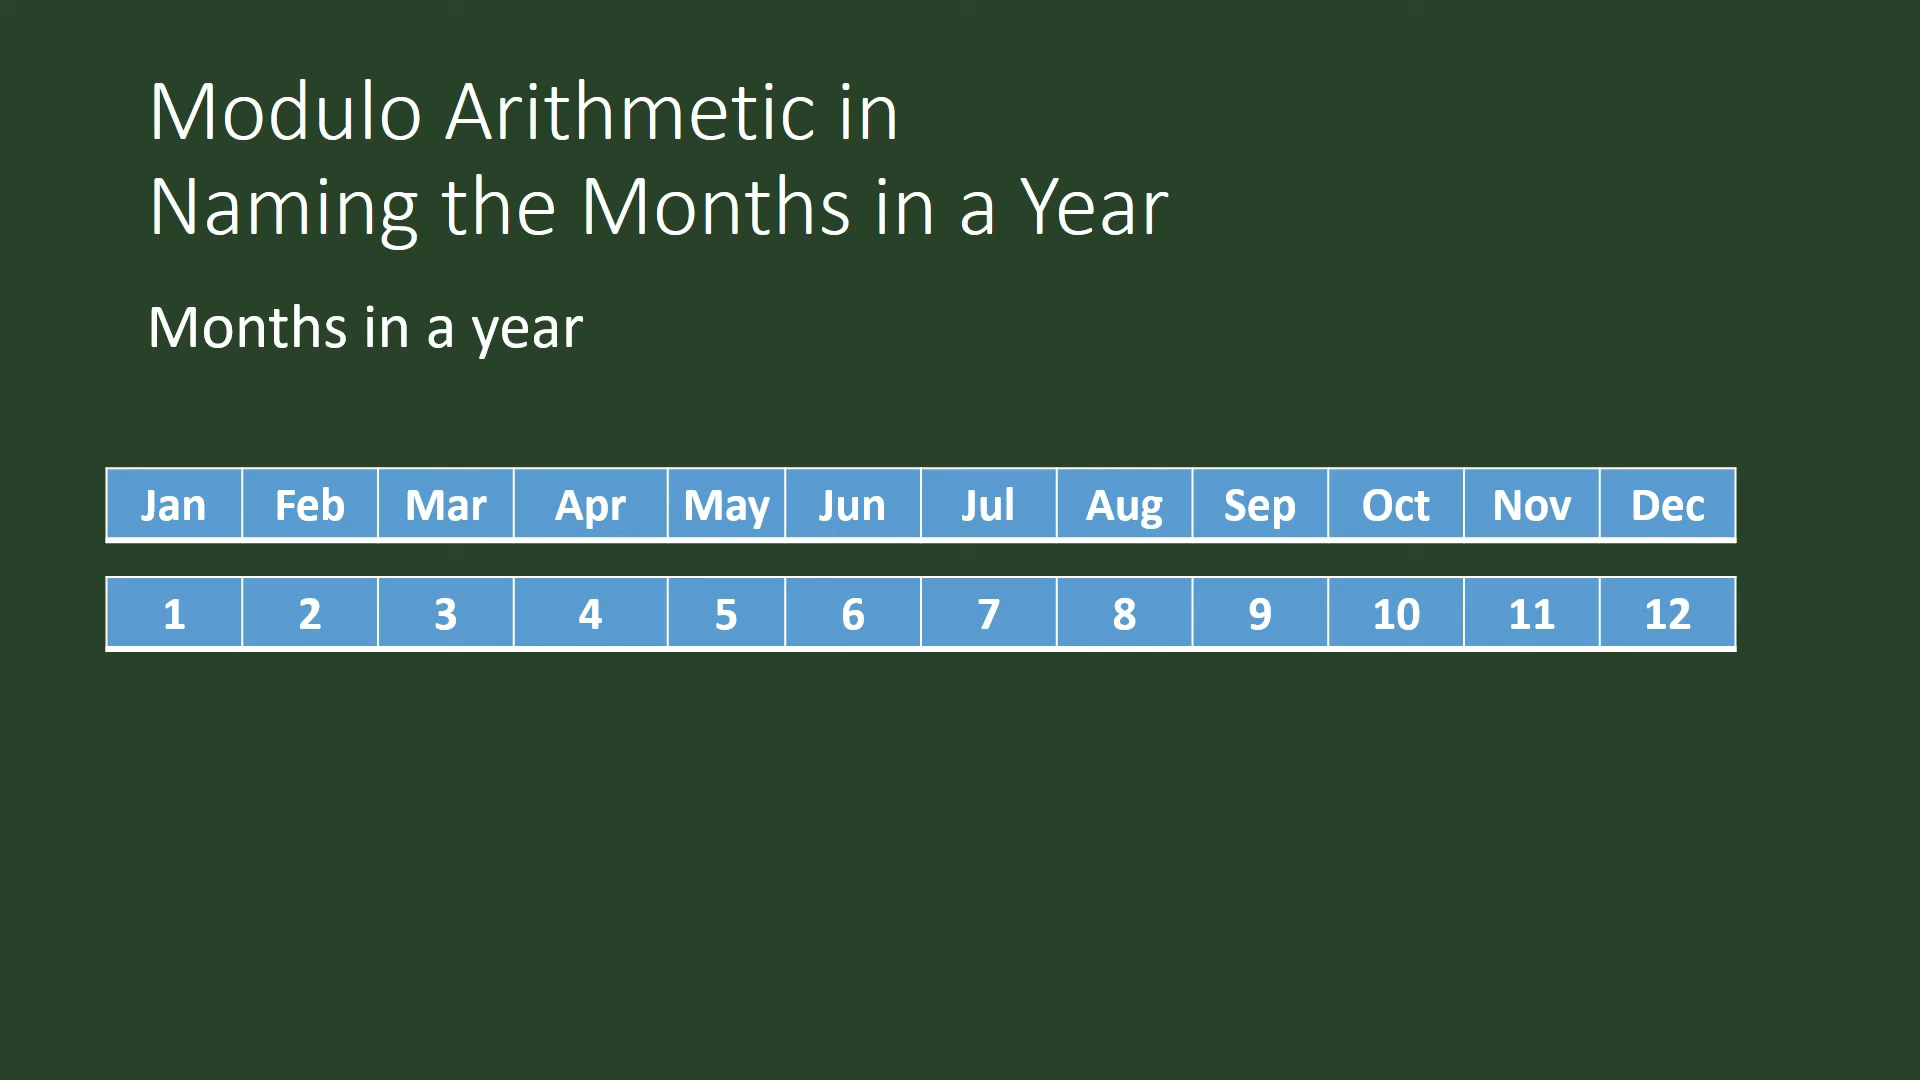 Modulo Arithmetic in
Naming the Months in a Year
Months in a year
Jan Feb Mar Apr May Jun Jul Aug Sep Oct Nov Dec
1 2 3 4 5 6 7 8 9 10 11 12